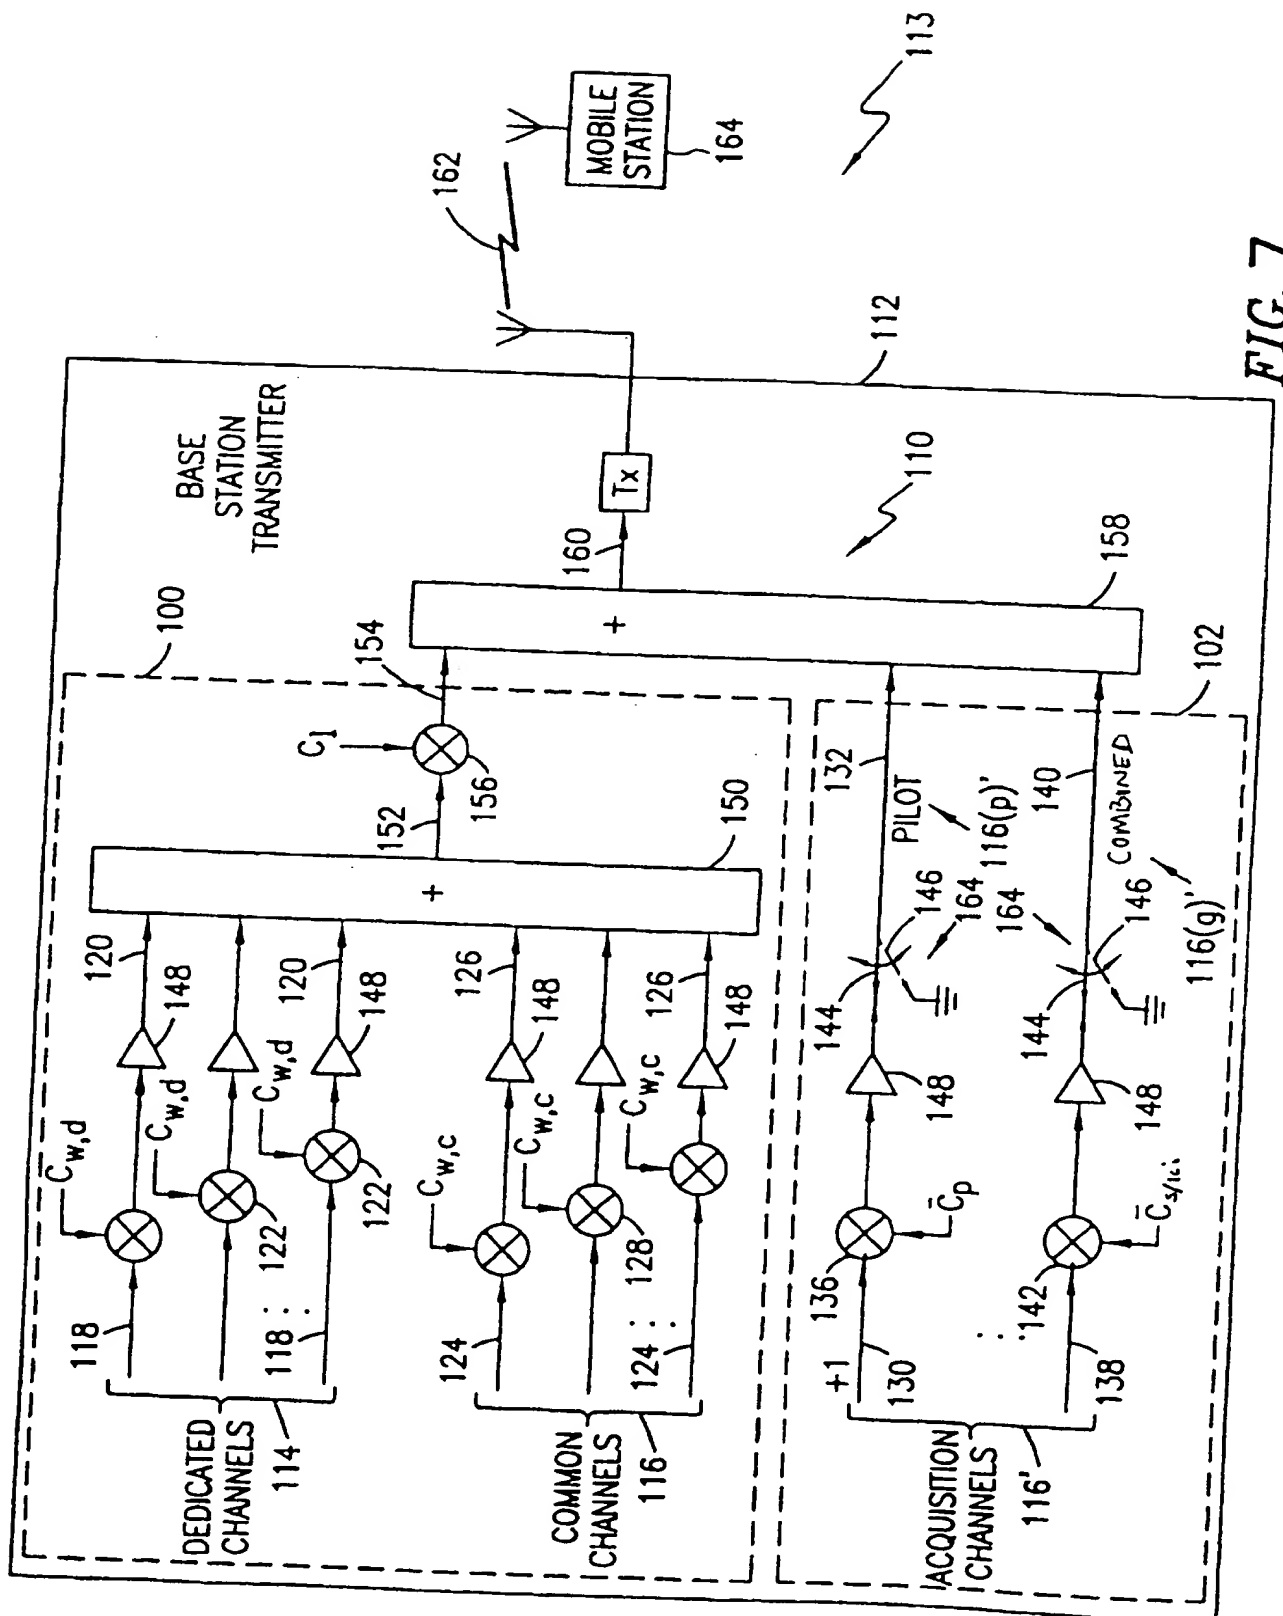 BASE
STATION
TRANSMITTER
MOBILE
STATION
164
162
113
112
110
Tx
160
100
154
C1
156
152
150
+
+
158
102
DEDICATED
CHANNELS
114
118
118
122
122
Cw,d
Cw,d
Cw,d
120
120
148
148
COMMON
CHANNELS
116
124
124
128
Cw,c
Cw,c
Cw,c
126
126
148
148
ACQUISITION
CHANNELS
116'
+1
130
136
C̄p
148
144
146
164
132
PILOT
116(p)'
138
142
C̄s/lci
148
144
146
164
140
COMBINED
116(g)'
FIG. 7